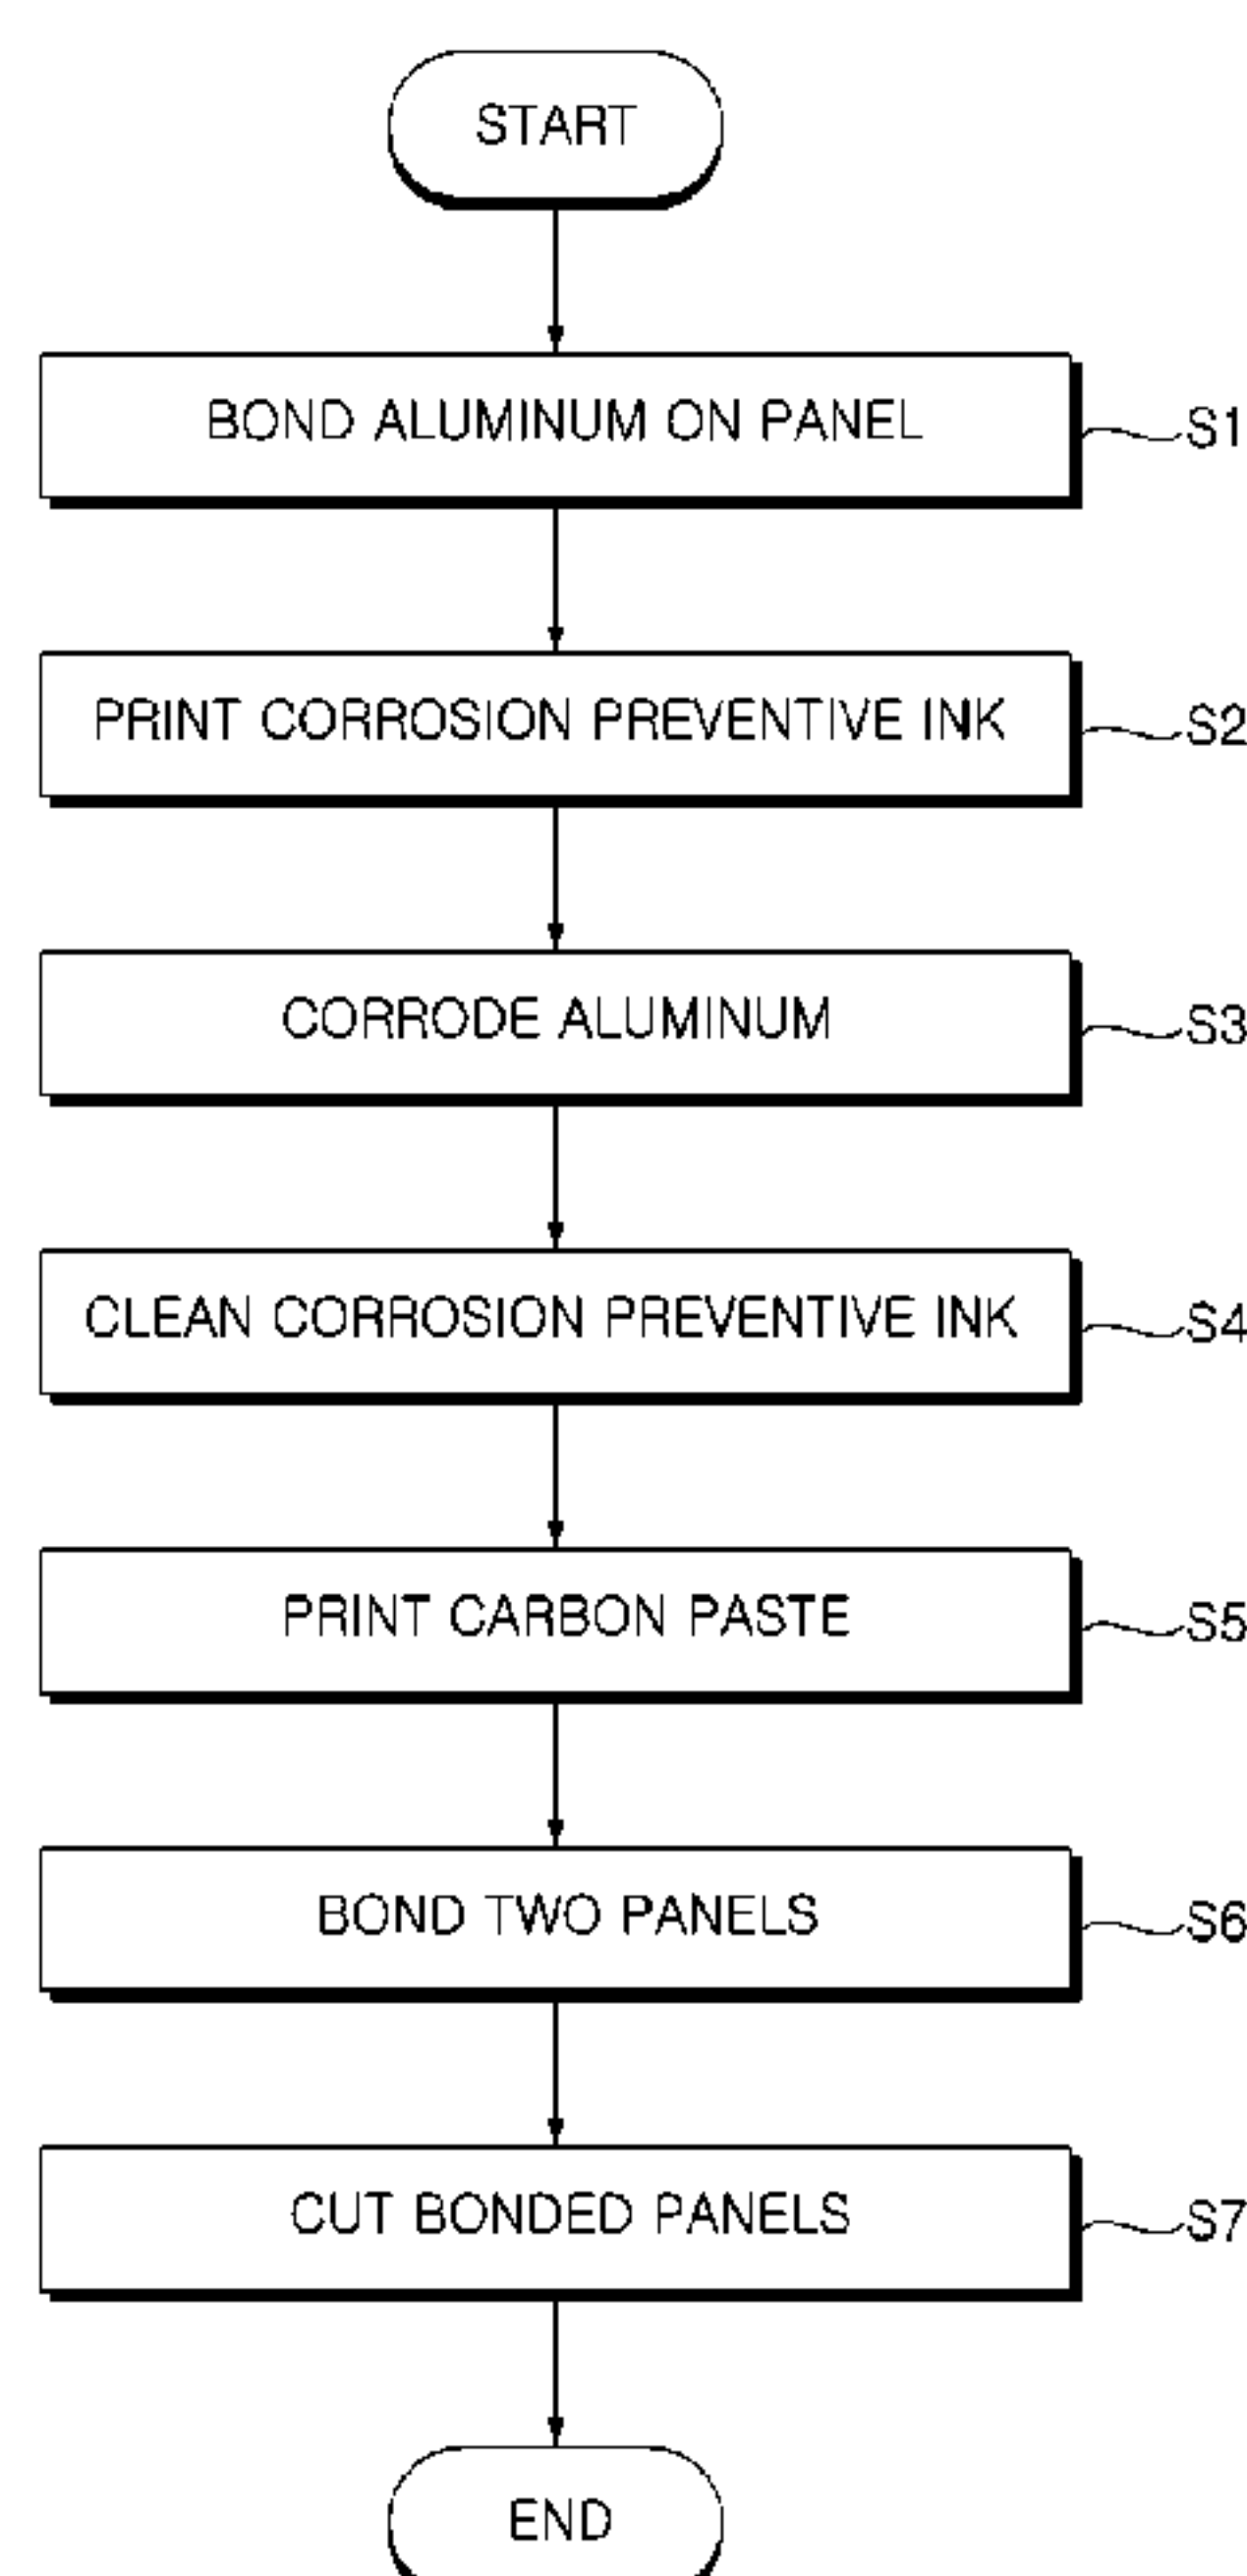 START
BOND ALUMINUM ON PANEL
S1
PRINT CORROSION PREVENTIVE INK
S2
CORRODE ALUMINUM
S3
CLEAN CORROSION PREVENTIVE INK
S4
PRINT CARBON PASTE
S5
BOND TWO PANELS
S6
CUT BONDED PANELS
S7
END